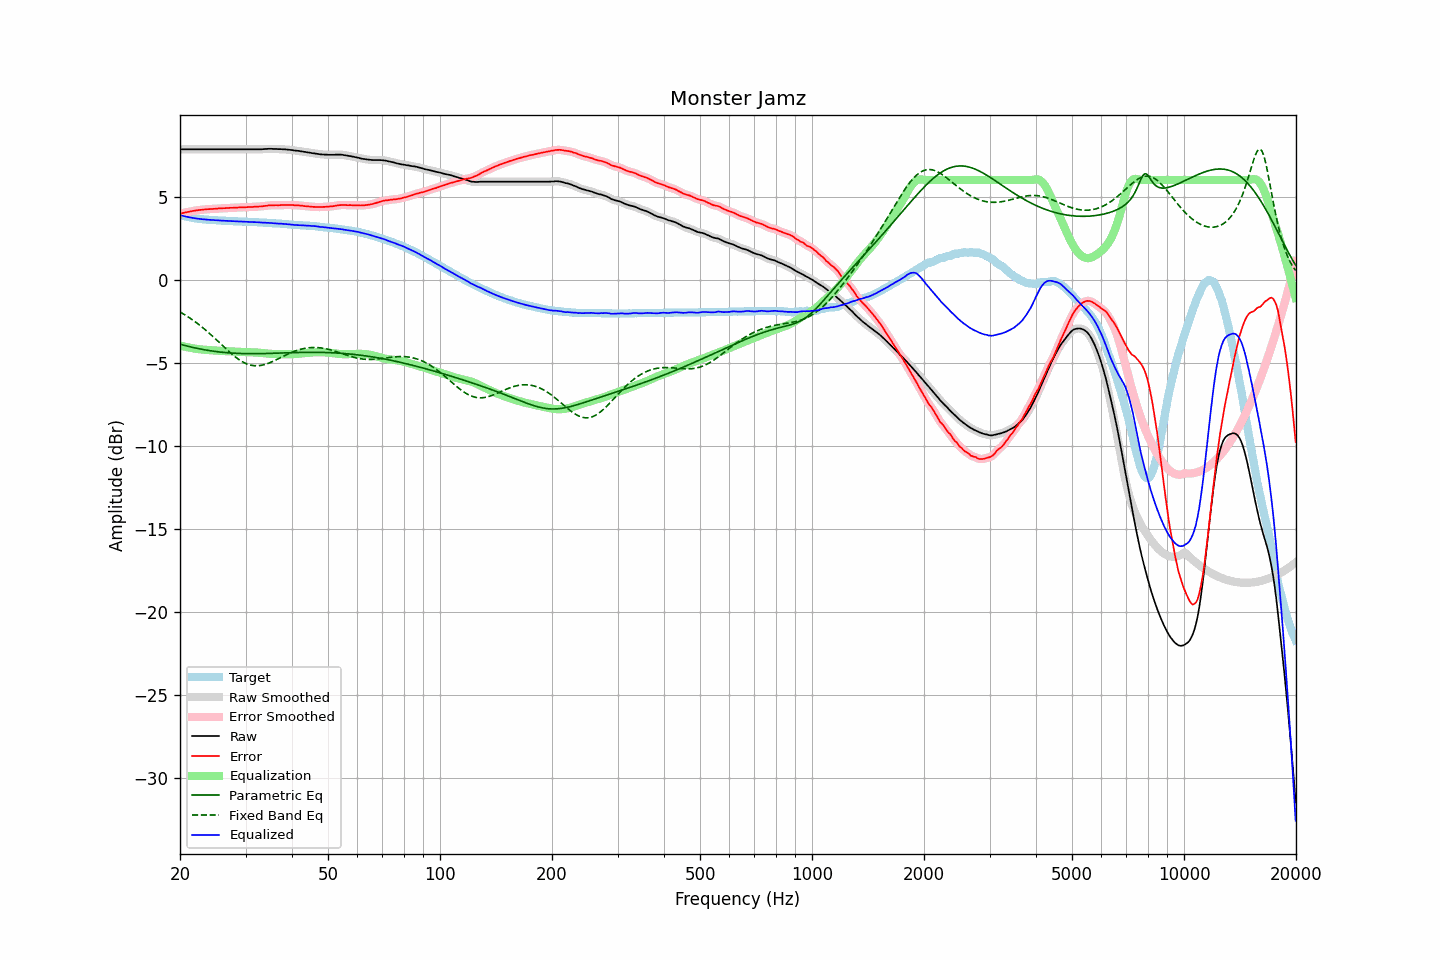 Monster Jamz
Amplitude (dBr)
5
0
−5
−10
−15
−20
−25
−30
Target
Raw Smoothed
Error Smoothed
Raw
Error
Equalization
Parametric Eq
Fixed Band Eq
Equalized
20 50 100 200 500 1000 2000 5000 10000 20000
Frequency (Hz)